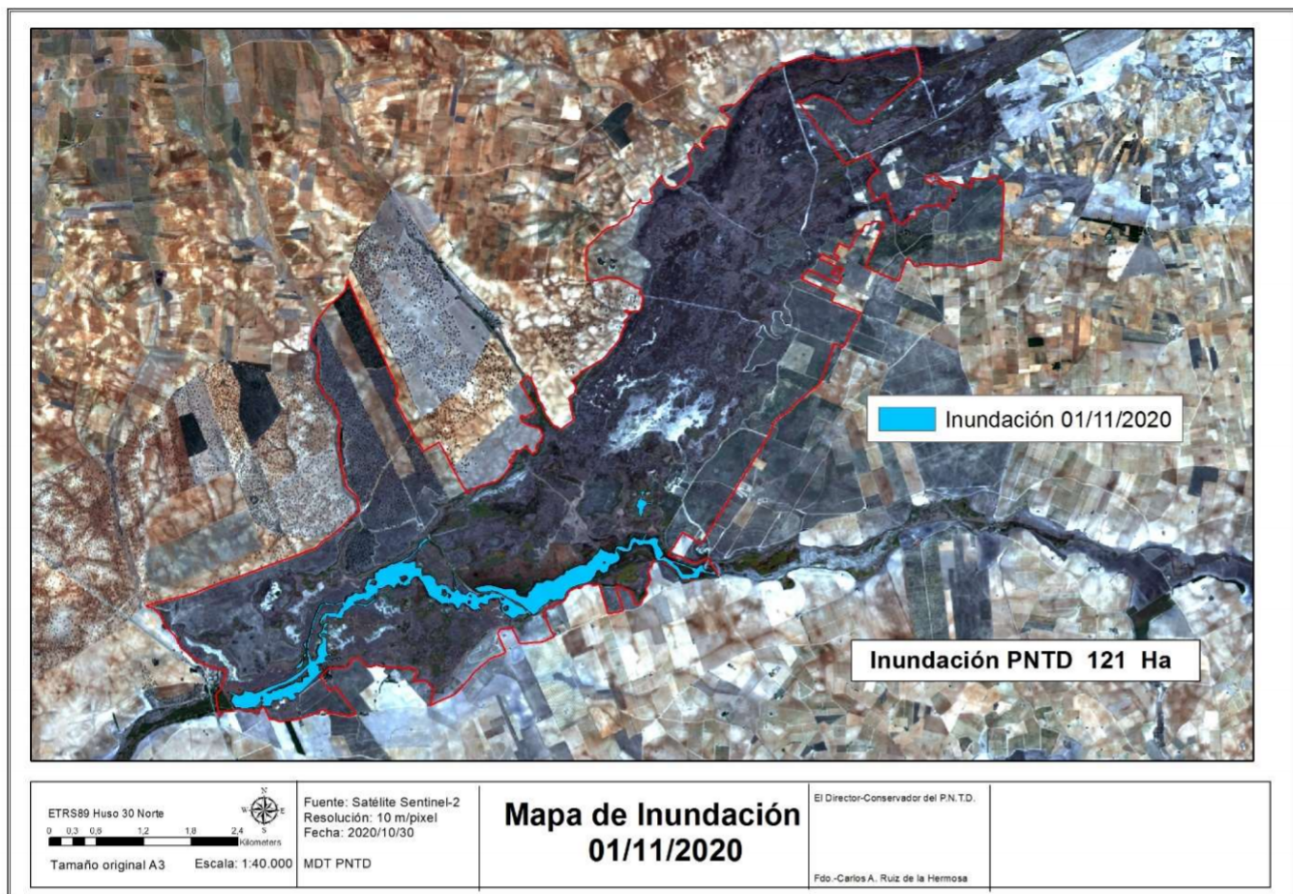 Inundación 01/11/2020
Inundación PNTD 121 Ha
ETRS89 Huso 30 Norte
N
W E
S
0 0,3 0,6 1,2 1,8 2,4
Kilometers
Tamaño original A3 Escala: 1:40.000
Fuente: Satélite Sentinel-2
Resolución: 10 m/pixel
Fecha: 2020/10/30
MDT PNTD
Mapa de Inundación
01/11/2020
El Director-Conservador del P.N.T.D.
Fdo.-Carlos A. Ruiz de la Hermosa